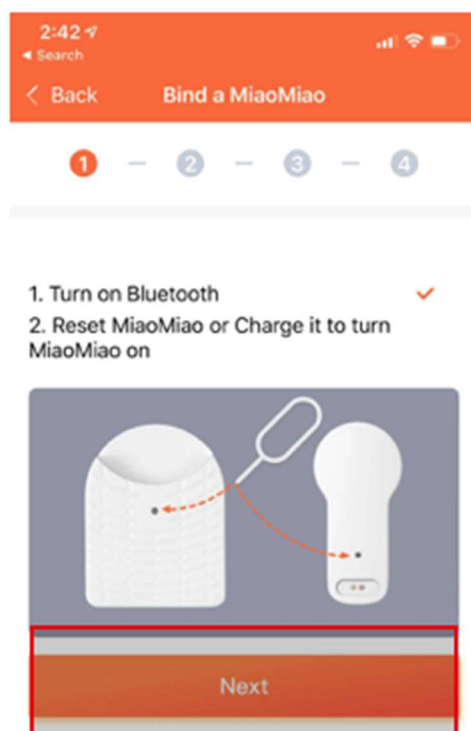 2:42
◀ Search
< Back Bind a MiaoMiao
1 – 2 – 3 – 4
1. Turn on Bluetooth
2. Reset MiaoMiao or Charge it to turn
MiaoMiao on
Next